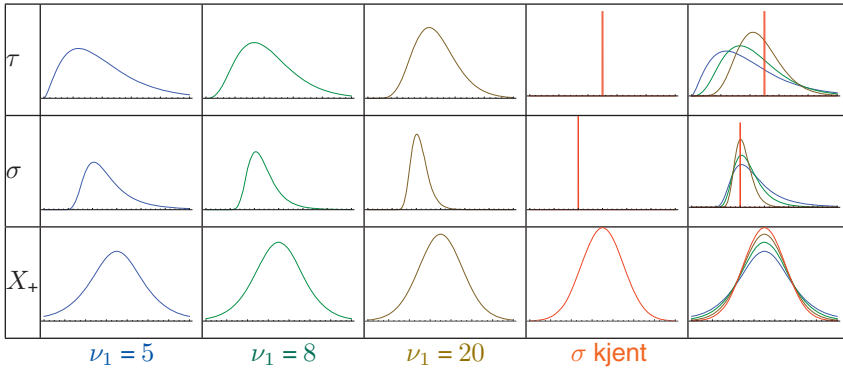 τ
σ
X₊
ν₁ = 5 ν₁ = 8 ν₁ = 20 σ kjent